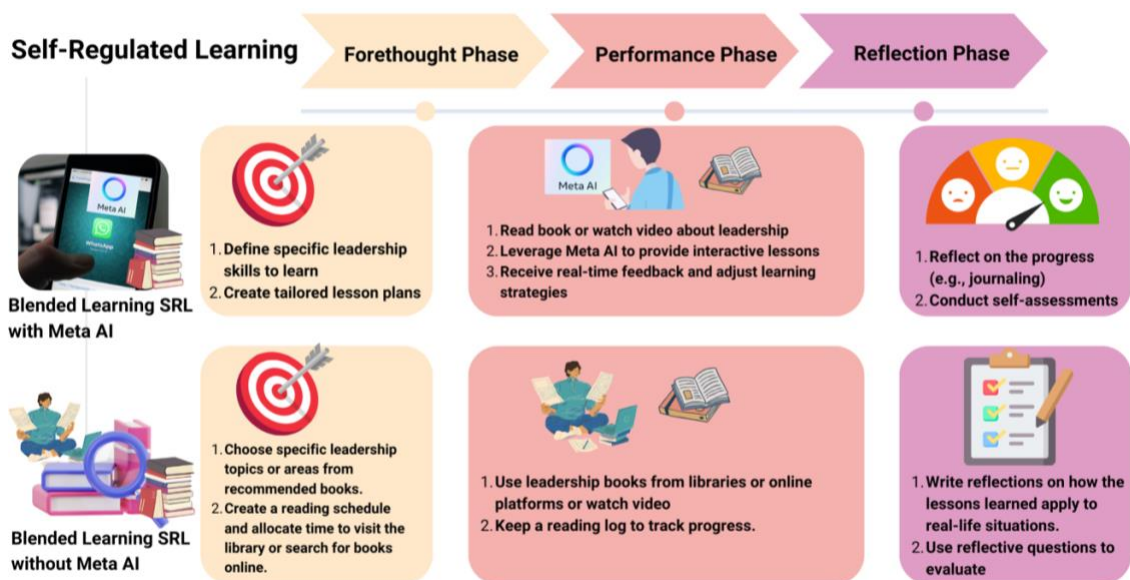 Self-Regulated Learning
Forethought Phase
Performance Phase
Reflection Phase
Meta AI
WhatsApp
Blended Learning SRL
with Meta AI
1. Define specific leadership
skills to learn
2. Create tailored lesson plans
Meta AI
1. Read book or watch video about leadership
2. Leverage Meta AI to provide interactive lessons
3. Receive real-time feedback and adjust learning
strategies
1. Reflect on the progress
(e.g., journaling)
2. Conduct self-assessments
Blended Learning SRL
without Meta AI
1. Choose specific leadership
topics or areas from
recommended books.
2. Create a reading schedule
and allocate time to visit the
library or search for books
online.
1. Use leadership books from libraries or online
platforms or watch video
2. Keep a reading log to track progress.
1. Write reflections on how the
lessons learned apply to
real-life situations.
2. Use reflective questions to
evaluate